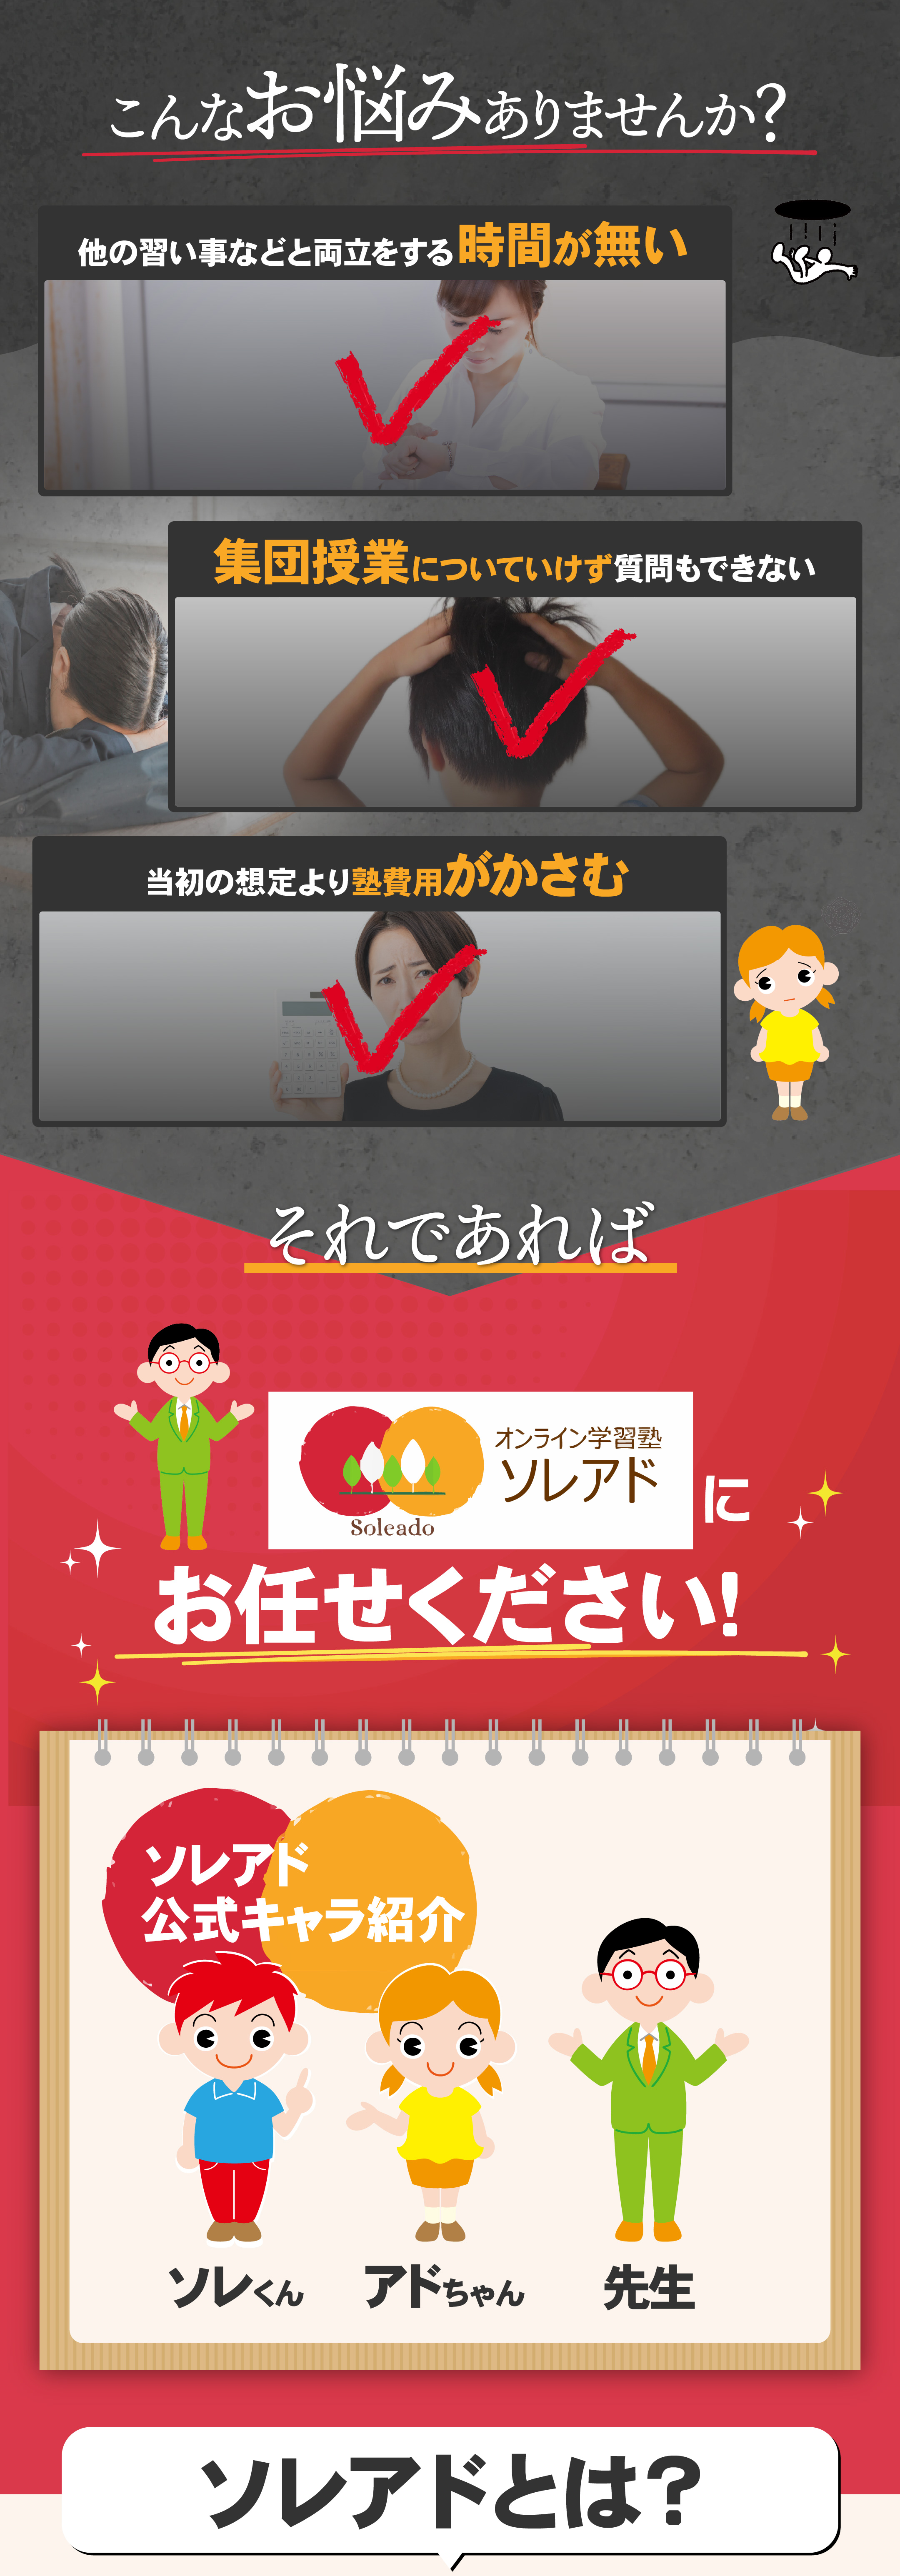 こんなお悩みありませんか?
他の習い事などと両立をする時間が無い
集団授業についていけず質問もできない
当初の想定より塾費用がかさむ
それであれば
オンライン学習塾
ソレアド
Soleado
に
お任せください!
ソレアド
公式キャラ紹介
ソレくん
アドちゃん
先生
ソレアドとは?